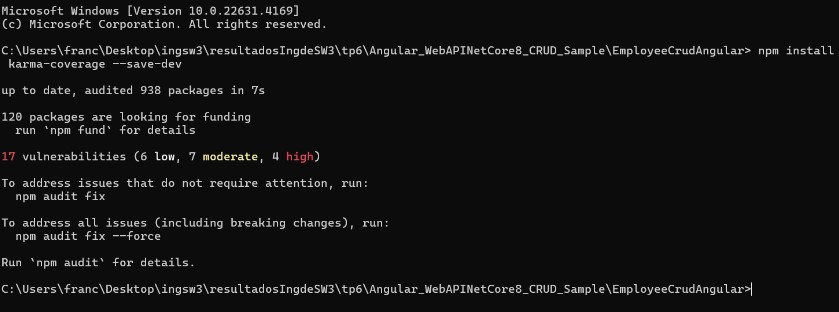 Microsoft Windows [Version 10.0.22631.4169]
(c) Microsoft Corporation. All rights reserved.
C:\Users\franc\Desktop\ingsw3\resultadosIngdeSW3\tp6\Angular_WebAPINetCore8_CRUD_Sample\EmployeeCrudAngular> npm install
karma-coverage --save-dev
up to date, audited 938 packages in 7s
120 packages are looking for funding
run `npm fund` for details
17 vulnerabilities (6 low, 7 moderate, 4 high)
To address issues that do not require attention, run:
npm audit fix
To address all issues (including breaking changes), run:
npm audit fix --force
Run `npm audit` for details.
C:\Users\franc\Desktop\ingsw3\resultadosIngdeSW3\tp6\Angular_WebAPINetCore8_CRUD_Sample\EmployeeCrudAngular>